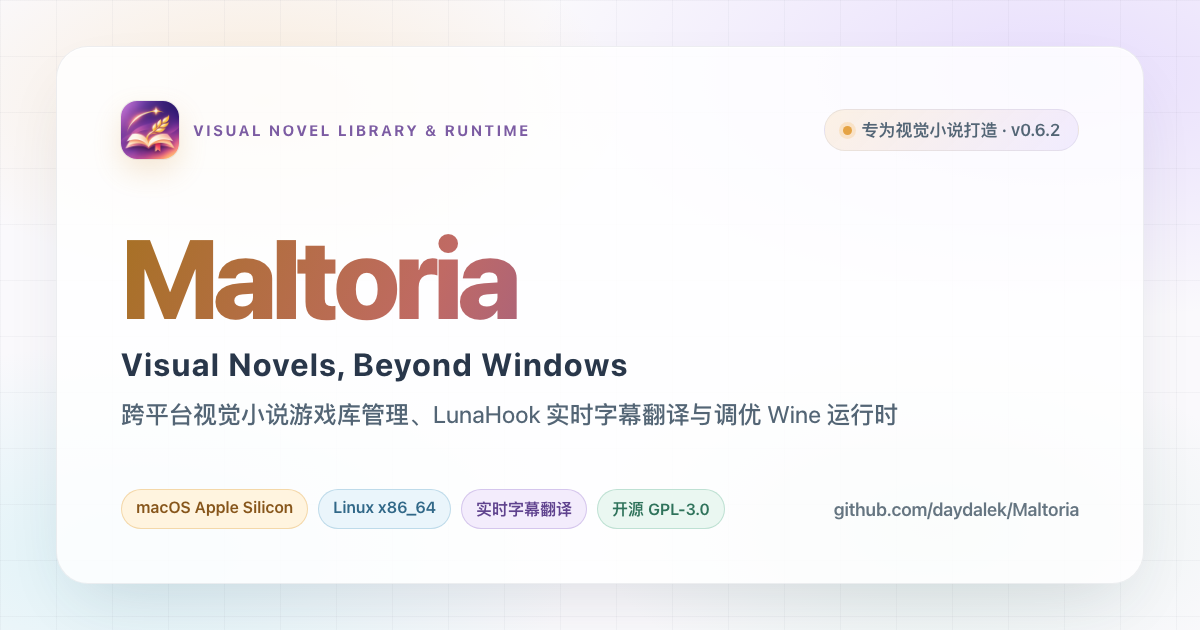 VISUAL NOVEL LIBRARY & RUNTIME
专为视觉小说打造 · v0.6.2
Maltoria
Visual Novels, Beyond Windows
跨平台视觉小说游戏库管理、LunaHook 实时字幕翻译与调优 Wine 运行时
macOS Apple Silicon
Linux x86_64
实时字幕翻译
开源 GPL-3.0
github.com/daydalek/Maltoria